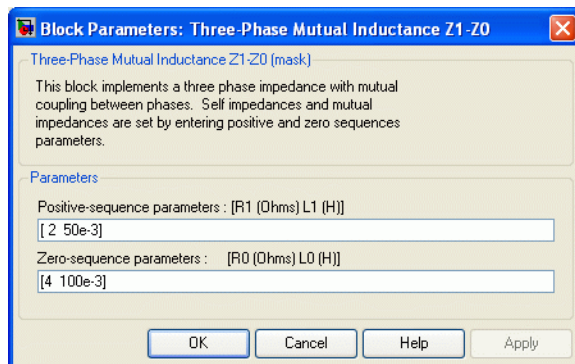 Block Parameters: Three-Phase Mutual Inductance Z1-Z0
Three-Phase Mutual Inductance Z1-Z0 (mask)
This block implements a three phase impedance with mutual
coupling between phases. Self impedances and mutual
impedances are set by entering positive and zero sequences
parameters.
Parameters
Positive-sequence parameters : [R1 (Ohms) L1 (H)]
[ 2 50e-3]
Zero-sequence parameters : [R0 (Ohms) L0 (H)]
[4 100e-3]
OK Cancel Help Apply